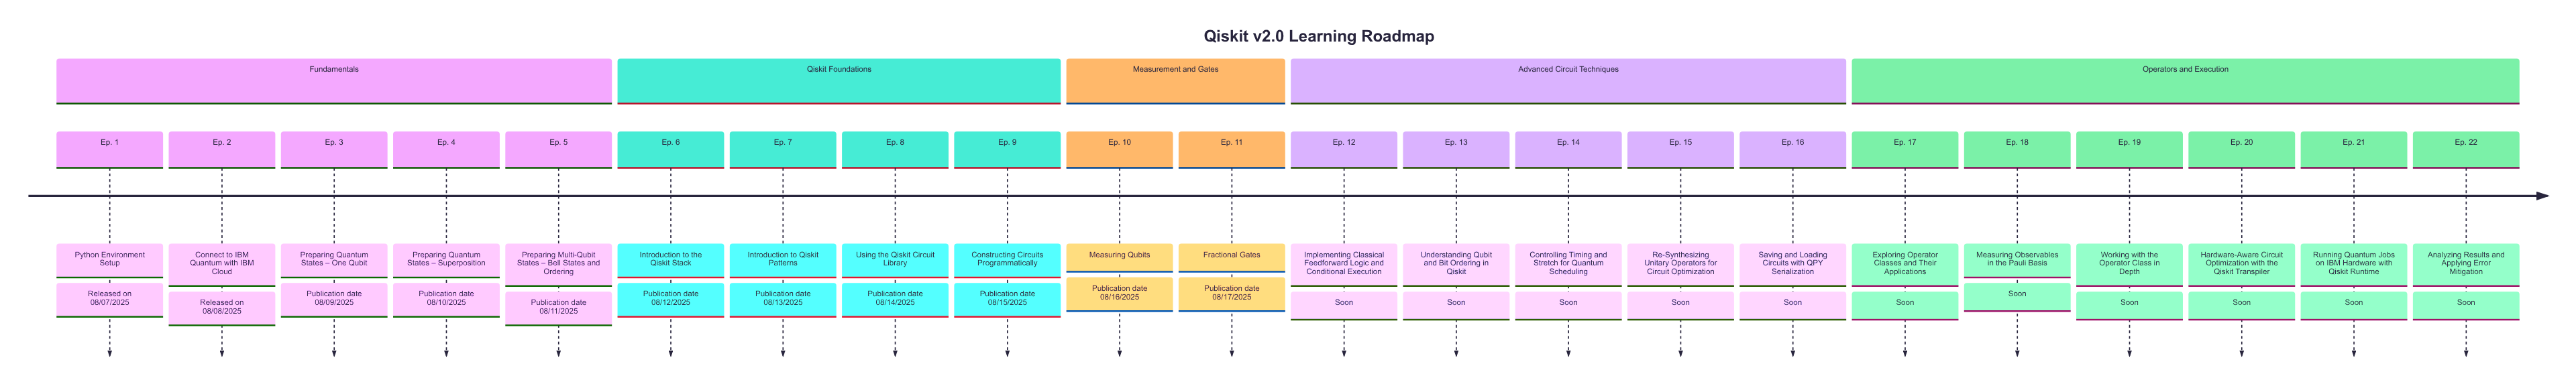 Qiskit v2.0 Learning Roadmap
Fundamentals
Qiskit Foundations
Measurement and Gates
Advanced Circuit Techniques
Operators and Execution
Ep. 1
Ep. 2
Ep. 3
Ep. 4
Ep. 5
Ep. 6
Ep. 7
Ep. 8
Ep. 9
Ep. 10
Ep. 11
Ep. 12
Ep. 13
Ep. 14
Ep. 15
Ep. 16
Ep. 17
Ep. 18
Ep. 19
Ep. 20
Ep. 21
Ep. 22
Python Environment
Setup
Released on
08/07/2025
Connect to IBM
Quantum with IBM
Cloud
Released on
08/08/2025
Preparing Quantum
States – One Qubit
Publication date
08/09/2025
Preparing Quantum
States – Superposition
Publication date
08/10/2025
Preparing Multi-Qubit
States – Bell States and
Ordering
Publication date
08/11/2025
Introduction to the
Qiskit Stack
Publication date
08/12/2025
Introduction to Qiskit
Patterns
Publication date
08/13/2025
Using the Qiskit Circuit
Library
Publication date
08/14/2025
Constructing Circuits
Programmatically
Publication date
08/15/2025
Measuring Qubits
Publication date
08/16/2025
Fractional Gates
Publication date
08/17/2025
Implementing Classical
Feedforward Logic and
Conditional Execution
Soon
Understanding Qubit
and Bit Ordering in
Qiskit
Soon
Controlling Timing and
Stretch for Quantum
Scheduling
Soon
Re-Synthesizing
Unitary Operators for
Circuit Optimization
Soon
Saving and Loading
Circuits with QPY
Serialization
Soon
Exploring Operator
Classes and Their
Applications
Soon
Measuring Observables
in the Pauli Basis
Soon
Working with the
Operator Class in
Depth
Soon
Hardware-Aware Circuit
Optimization with the
Qiskit Transpiler
Soon
Running Quantum Jobs
on IBM Hardware with
Qiskit Runtime
Soon
Analyzing Results and
Applying Error
Mitigation
Soon